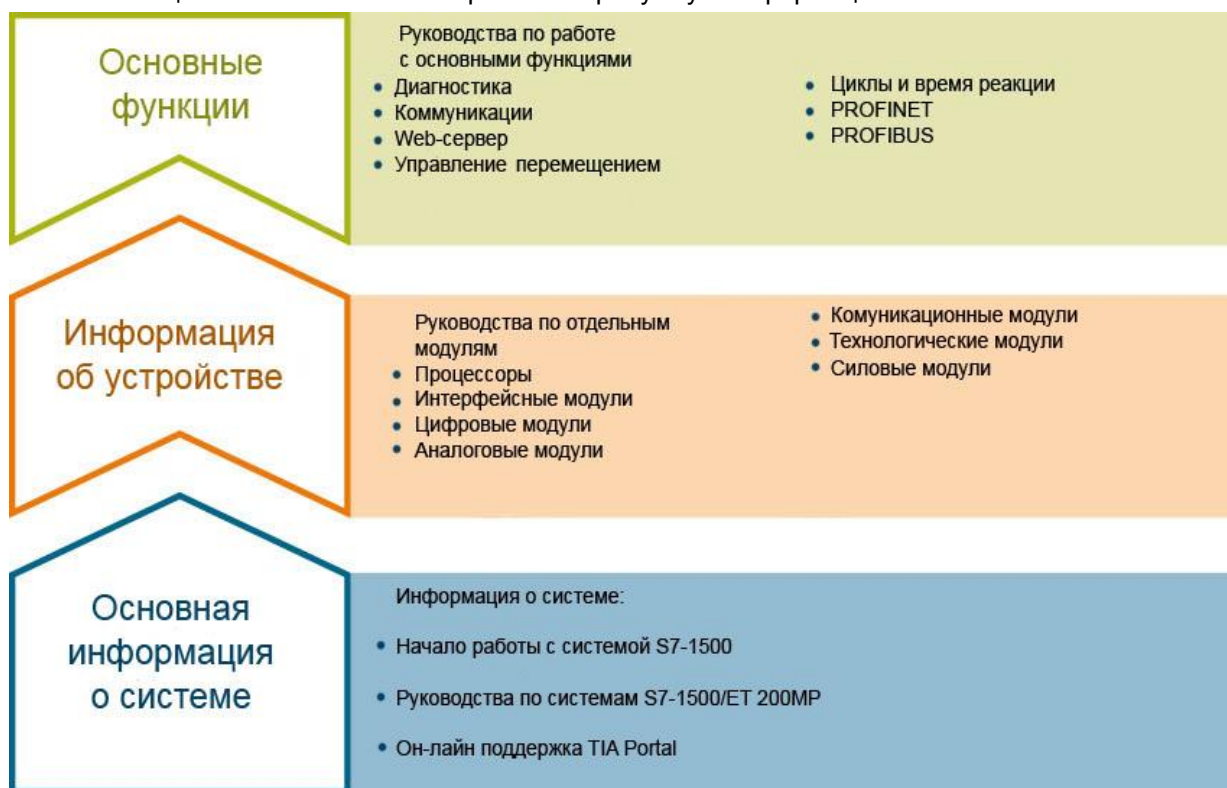 Основные
функции
Руководства по работе
с основными функциями
• Диагностика
• Коммуникации
• Web-сервер
• Управление перемещением
• Циклы и время реакции
• PROFINET
• PROFIBUS
Информация
об устройстве
Руководства по отдельным
модулям
• Процессоры
• Интерфейсные модули
• Цифровые модули
• Аналоговые модули
• Комуникационные модули
• Технологические модули
• Силовые модули
Основная
информация
о системе
Информация о системе:
• Начало работы с системой S7-1500
• Руководства по системам S7-1500/ET 200MP
• Он-лайн поддержка TIA Portal